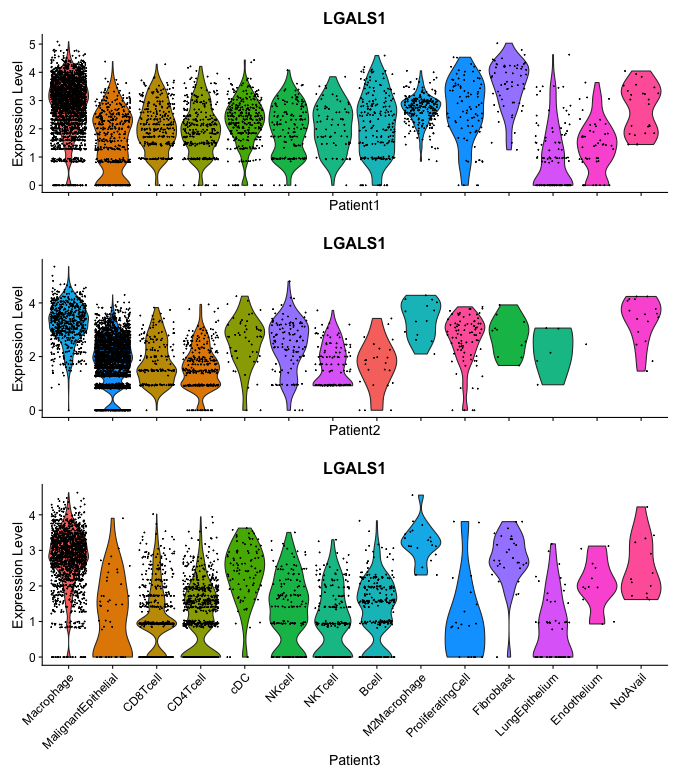 LGALS1
Expression Level
5
4
3
2
1
0
Patient1
LGALS1
Expression Level
4
2
0
Patient2
LGALS1
Expression Level
4
3
2
1
0
Macrophage
MalignantEpithelial
CD8Tcell
CD4Tcell
cDC
NKcell
NKTcell
Bcell
M2Macrophage
ProliferatingCell
Fibroblast
LungEpithelium
Endothelium
NotAvail
Patient3